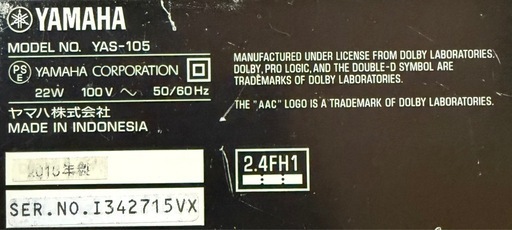 YAMAHA
MODEL NO. YAS-105
PS E YAMAHA CORPORATION
22W 100V ～ 50/60Hz
ヤマハ株式会社
MADE IN INDONESIA
MANUFACTURED UNDER LICENSE FROM DOLBY LABORATORIES.
DOLBY, PRO LOGIC, AND THE DOUBLE-D SYMBOL ARE
TRADEMARKS OF DOLBY LABORATORIES.
THE "AAC" LOGO IS A TRADEMARK OF DOLBY LABORATORIES.
2.4FH1
SER.NO.I342715VX